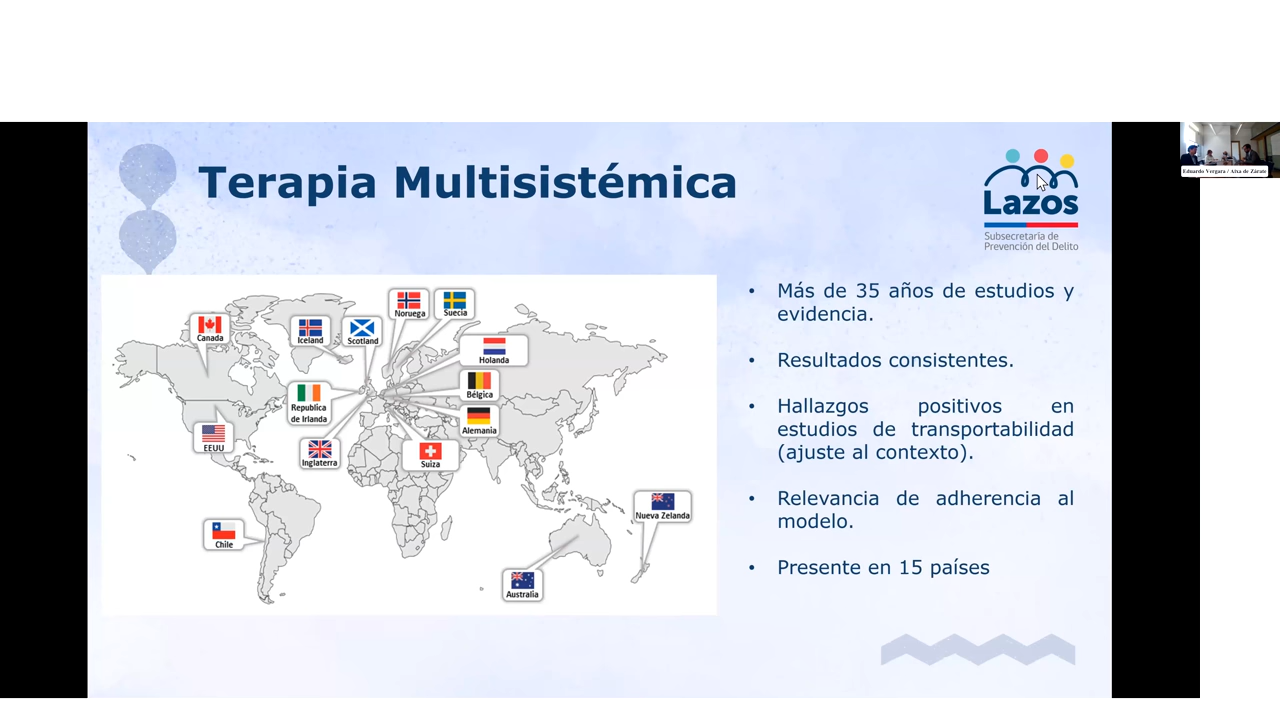 Terapia Multisistémica
Lazos
Subsecretaría de
Prevención del Delito
Eduardo Vergara / Aixa de Zárate
Noruega
Suecia
Canada
Iceland
Scotland
Holanda
Bélgica
Republica
de Irlanda
Alemania
EEUU
Inglaterra
Suiza
Nueva Zelanda
Chile
Australia
• Más de 35 años de estudios y
evidencia.
• Resultados consistentes.
• Hallazgos positivos en
estudios de transportabilidad
(ajuste al contexto).
• Relevancia de adherencia al
modelo.
• Presente en 15 países